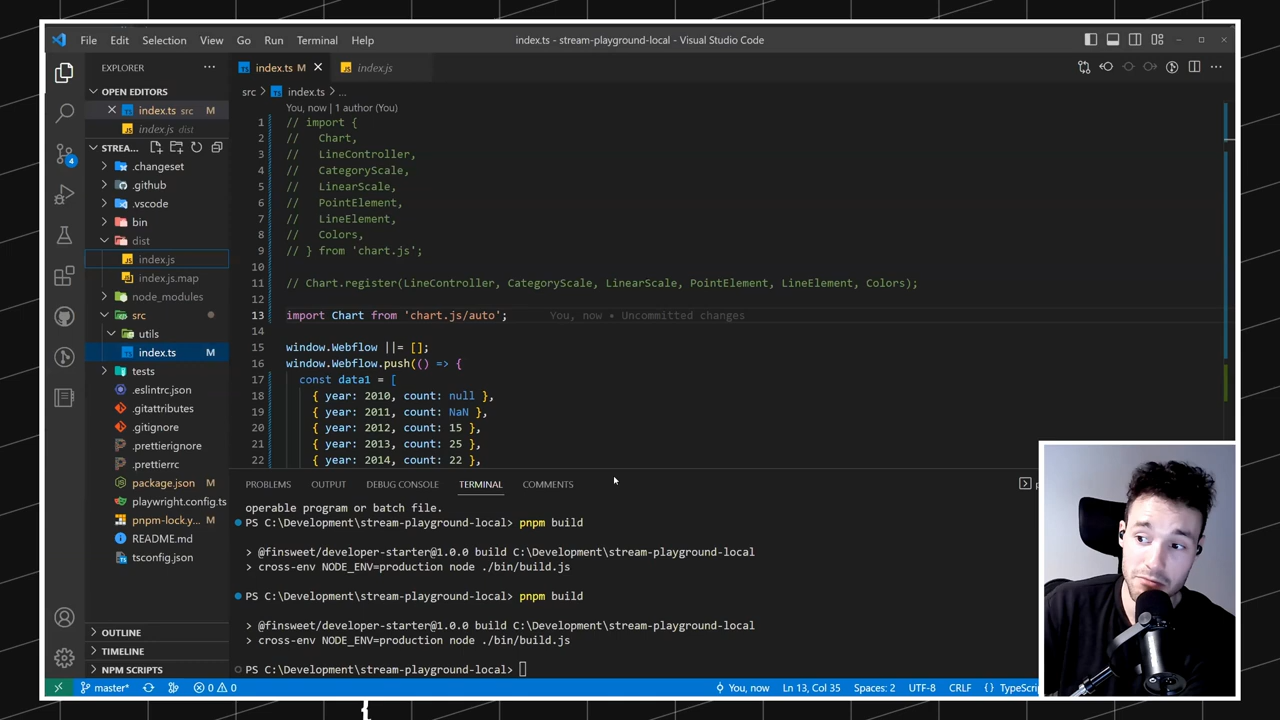 File Edit Selection View Go Run Terminal Help
index.ts - stream-playground-local - Visual Studio Code
EXPLORER
OPEN EDITORS
index.ts src M
index.js dist
STREA...
.changeset
.github
.vscode
bin
dist
index.js
index.js.map
node_modules
src
utils
index.ts M
tests
.eslintrc.json
.gitattributes
.gitignore
.prettierignore
.prettierrc
package.json M
playwright.config.ts
pnpm-lock.y... M
README.md
tsconfig.json
OUTLINE
TIMELINE
NPM SCRIPTS
4
index.ts M
index.js
src > index.ts > ...
You, now | 1 author (You)
1 // import {
2 // Chart,
3 // LineController,
4 // CategoryScale,
5 // LinearScale,
6 // PointElement,
7 // LineElement,
8 // Colors,
9 // } from 'chart.js';
10
11 // Chart.register(LineController, CategoryScale, LinearScale, PointElement, LineElement, Colors);
12
13 import Chart from 'chart.js/auto'; You, now • Uncommitted changes
14
15 window.Webflow ||= [];
16 window.Webflow.push(() => {
17 const data1 = [
18 { year: 2010, count: null },
19 { year: 2011, count: NaN },
20 { year: 2012, count: 15 },
21 { year: 2013, count: 25 },
22 { year: 2014, count: 22 },
PROBLEMS OUTPUT DEBUG CONSOLE TERMINAL COMMENTS
operable program or batch file.
PS C:\Development\stream-playground-local> pnpm build
> @finsweet/developer-starter@1.0.0 build C:\Development\stream-playground-local
> cross-env NODE_ENV=production node ./bin/build.js
PS C:\Development\stream-playground-local> pnpm build
> @finsweet/developer-starter@1.0.0 build C:\Development\stream-playground-local
> cross-env NODE_ENV=production node ./bin/build.js
PS C:\Development\stream-playground-local>
master* 0 0 You, now Ln 13, Col 35 Spaces: 2 UTF-8 CRLF {} TypeScri